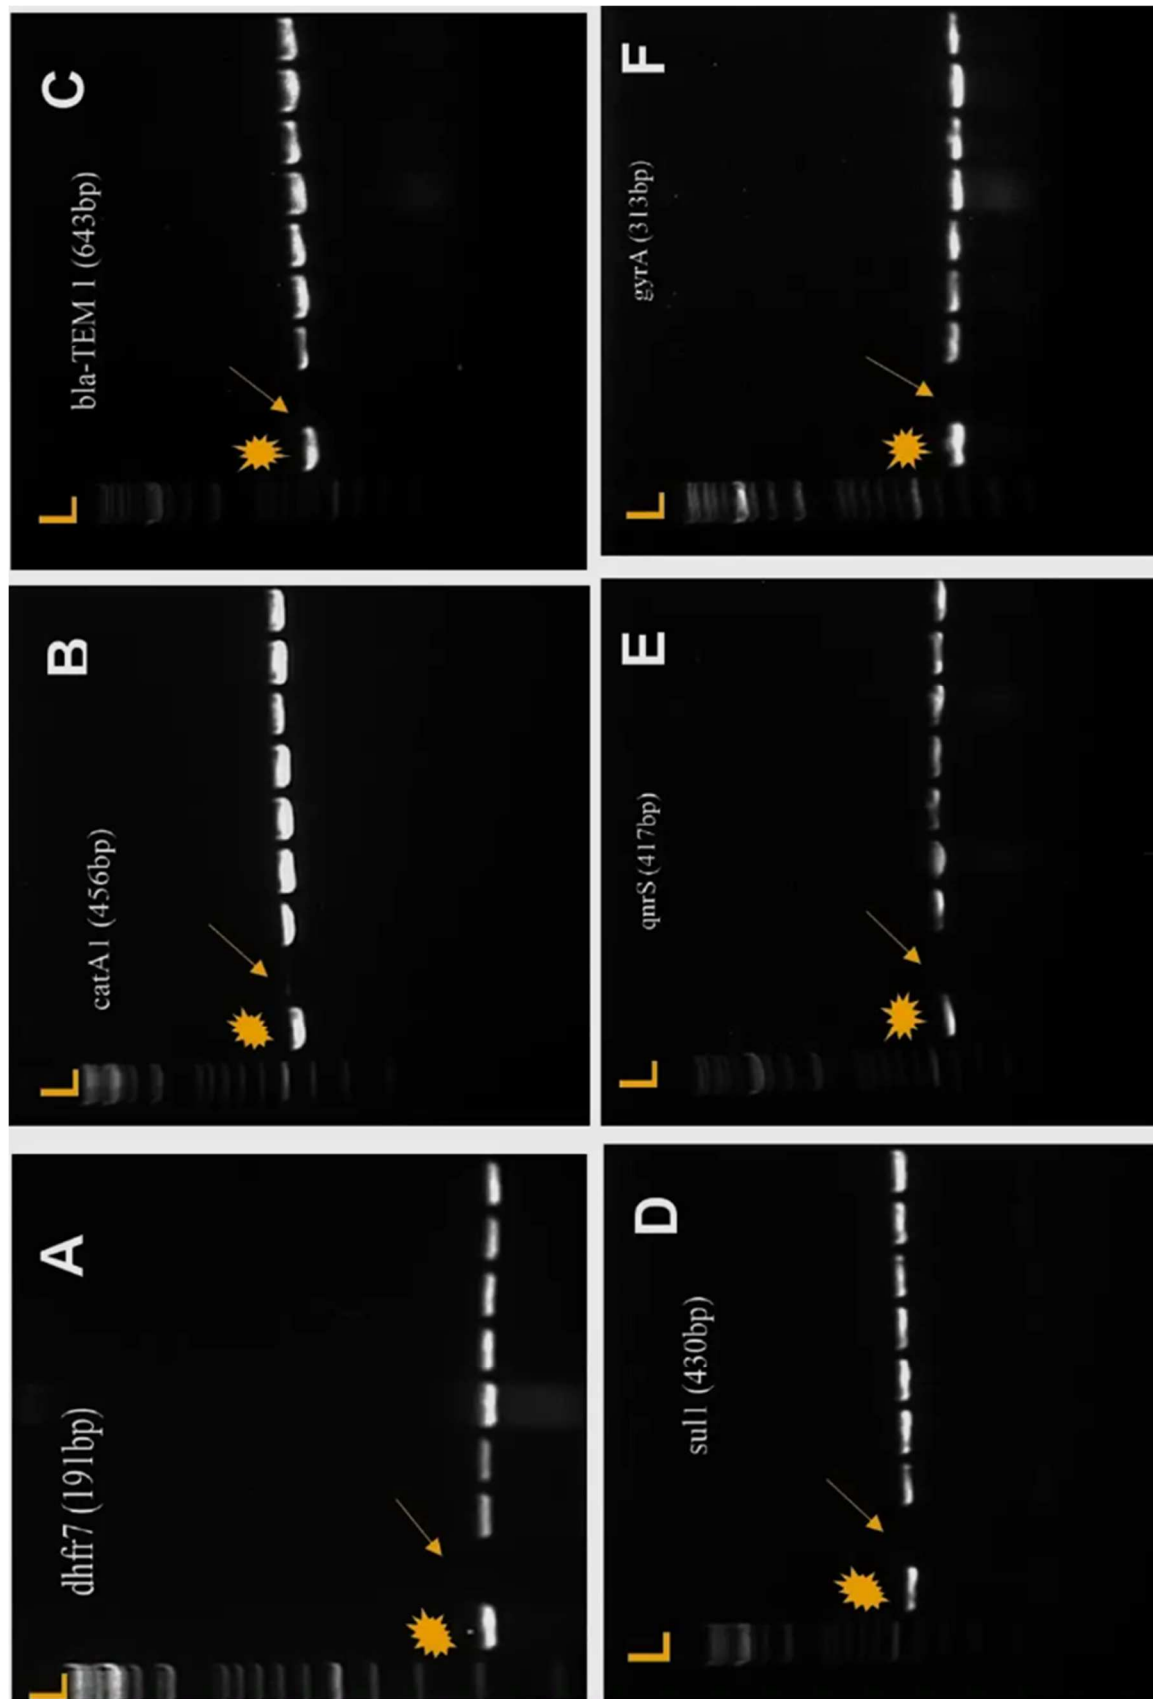 A
dhfr7 (191bp)
L
B
catA1 (456bp)
L
C
bla-TEM 1 (643bp)
L
D
sul1 (430bp)
L
E
qnrS (417bp)
L
F
gyrA (313bp)
L